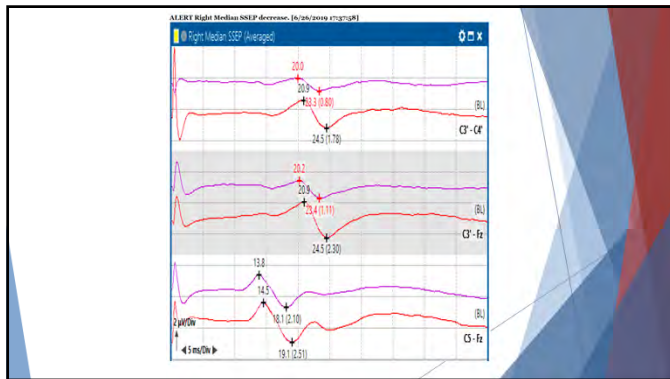 ALERT Right Median SSEP decrease. [6/26/2019 17:37:58]
Right Median SSEP (Averaged)
20.0
20.9
23.3 (0.80)
(BL)
24.5 (1.78)
C3' - C4'
20.2
20.9
23.4 (1.11)
(BL)
C3' - Fz
24.5 (2.30)
13.8
14.5
18.1 (2.10)
(BL)
2 µV/Div
C5 - Fz
5 ms/Div
19.1 (2.51)